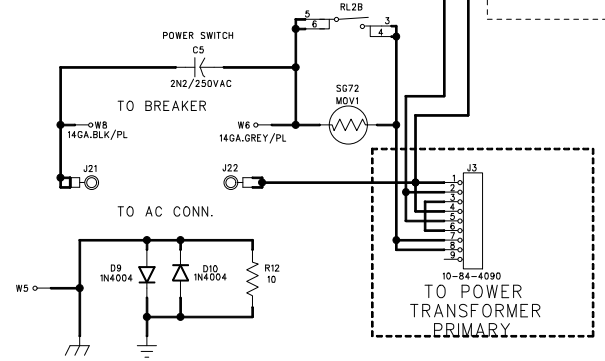 RL2B
5
6
3
4
POWER SWITCH
C5
2N2/250VAC
SG72
MOV1
TO BREAKER
W8
14GA.BLK/PL
W6
14GA.GREY/PL
J21
J22
J3
1
2
3
4
5
6
7
8
9
10-84-4090
TO AC CONN.
TO POWER
TRANSFORMER
PRIMARY
D9
1N4004
D10
1N4004
R12
10
W5